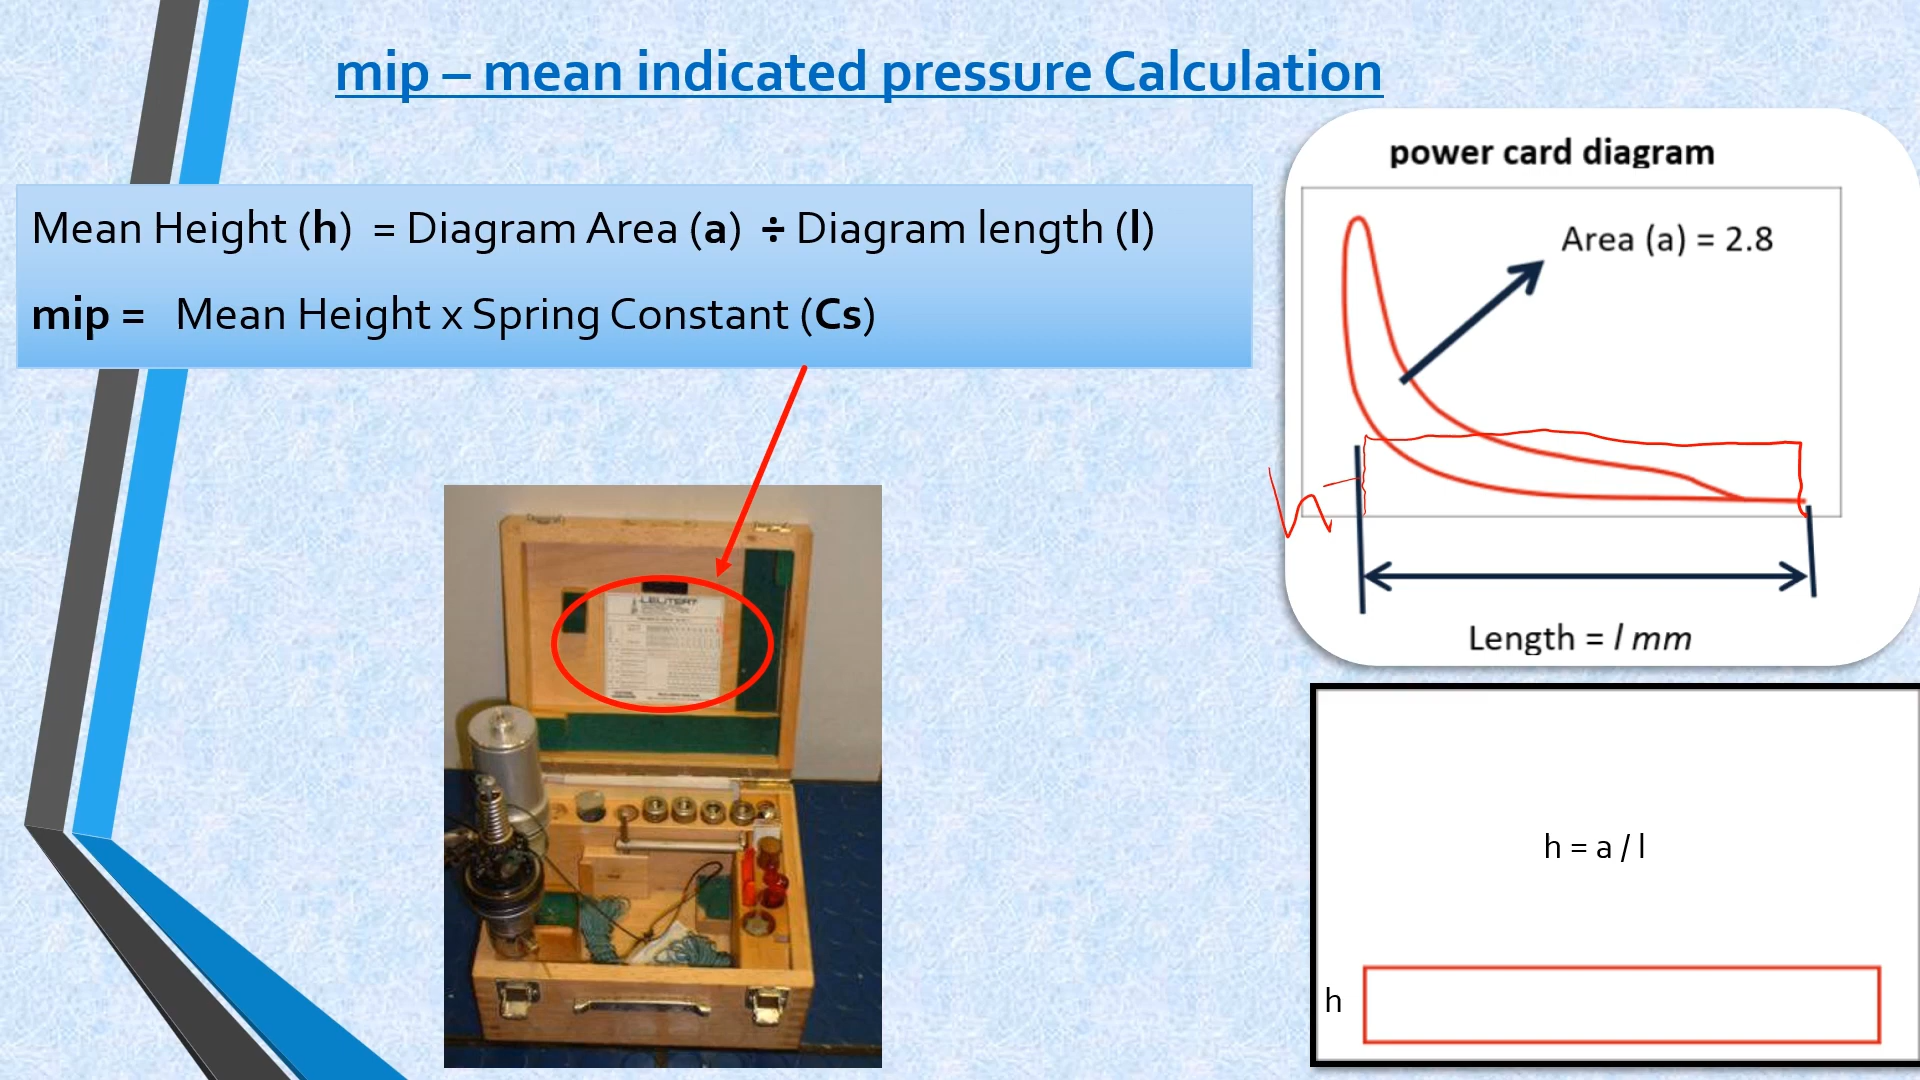 mip – mean indicated pressure Calculation
Mean Height (h) = Diagram Area (a) ÷ Diagram length (l)
mip = Mean Height x Spring Constant (Cs)
LEUTERT
power card diagram
Area (a) = 2.8
h
Length = l mm
h = a / l
h